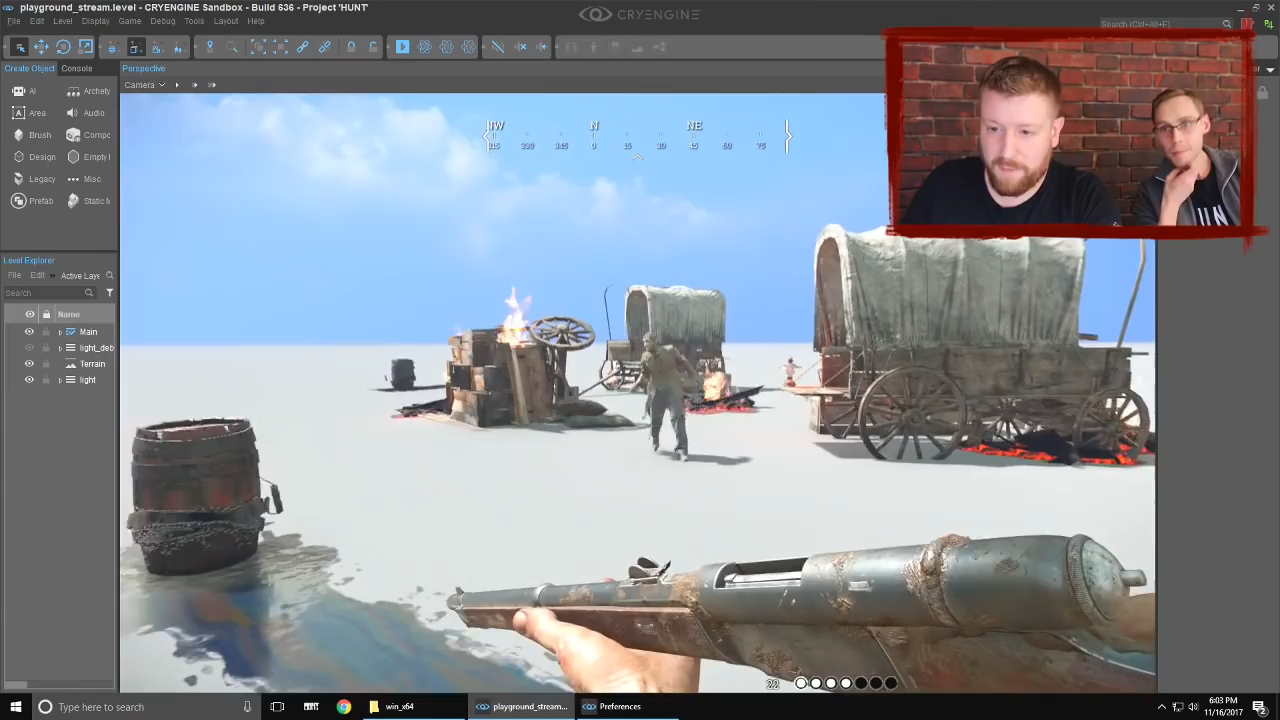 playground_stream.level - CRYENGINE Sandbox - Build 636 - Project 'HUNT'
CRYENGINE
File Edit Level Display Game Debug Tools Layout Help
Search (Ctrl+Alt+F)
Create Object Console
Perspective
Camera
AI Archety
Area Audio
Brush Compo
Design Empty I
Legacy Misc
Prefab Static M
NW N NE
315 330 345 0 15 30 45 60 75
Level Explorer
File Edit » Active Laye
Search
Name
Main
light_deb
Terrain
light
22
Type here to search
win_x64
playground_stream...
Preferences
6:03 PM
11/16/2017
2